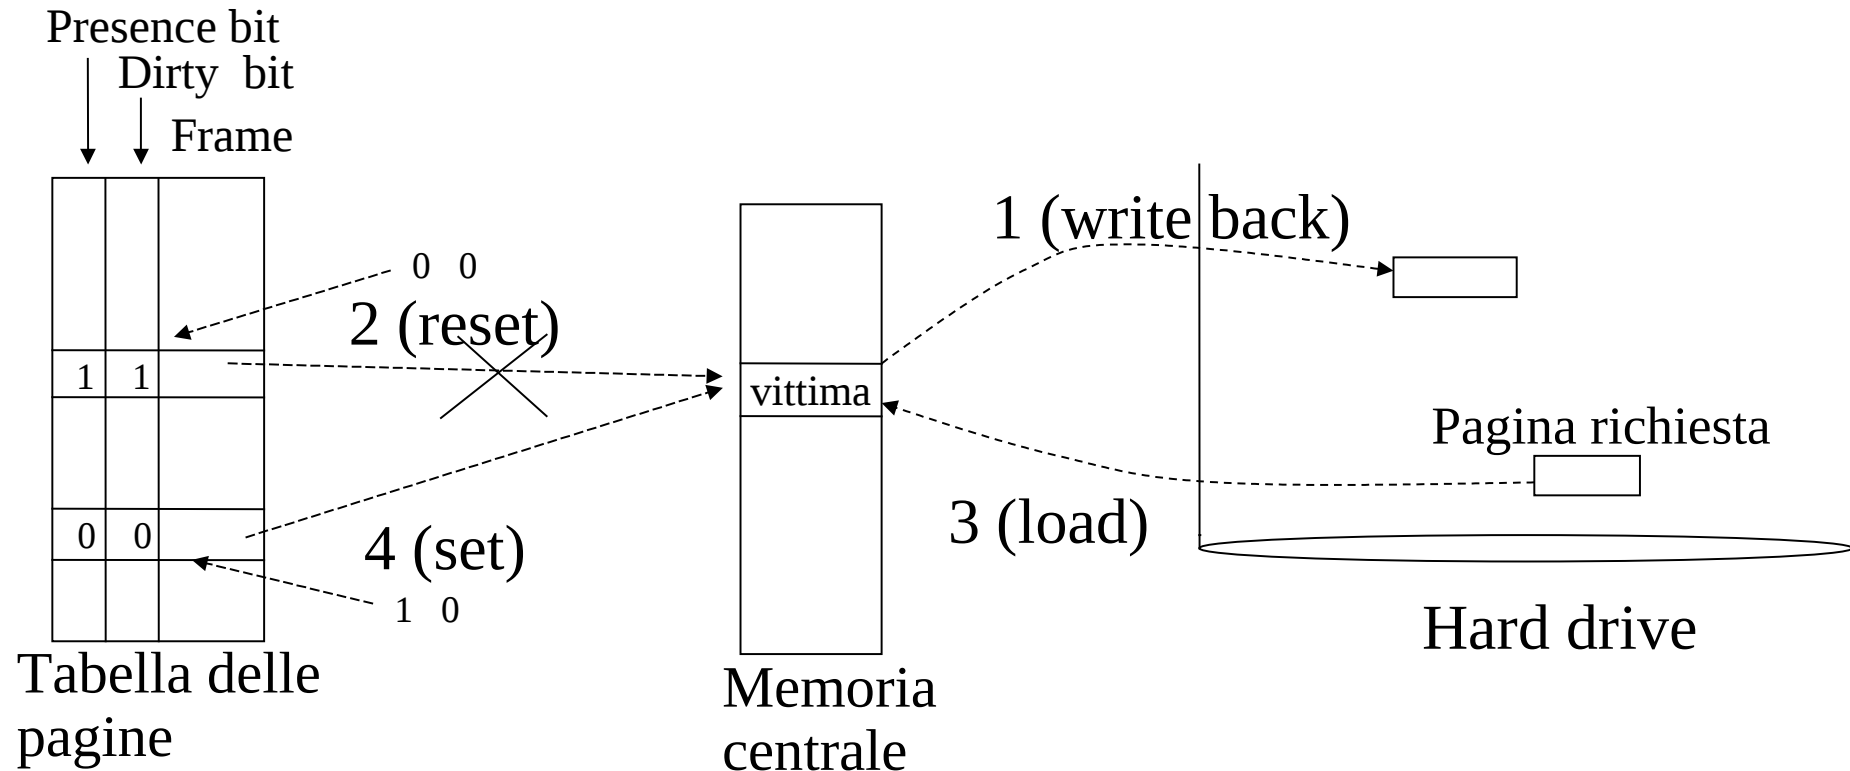 Presence bit
Dirty  bit
Frame
1 (write back)
0 0
2 (reset)
1 1
vittima
Pagina richiesta
3 (load)
0 0
4 (set)
1 0
Hard drive
Tabella delle
pagine
Memoria
centrale